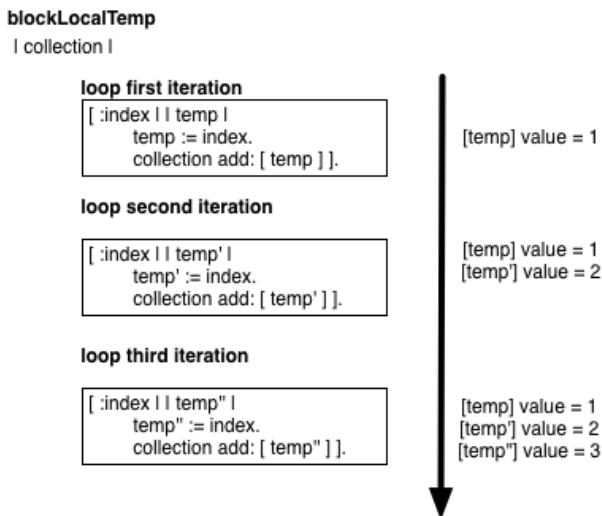 blockLocalTemp
| collection |
loop first iteration
[ :index | | temp |
temp := index.
collection add: [ temp ] ].
[temp] value = 1
loop second iteration
[ :index | | temp' |
temp' := index.
collection add: [ temp' ] ].
[temp] value = 1
[temp'] value = 2
loop third iteration
[ :index | | temp" |
temp" := index.
collection add: [ temp" ] ].
[temp] value = 1
[temp'] value = 2
[temp"] value = 3